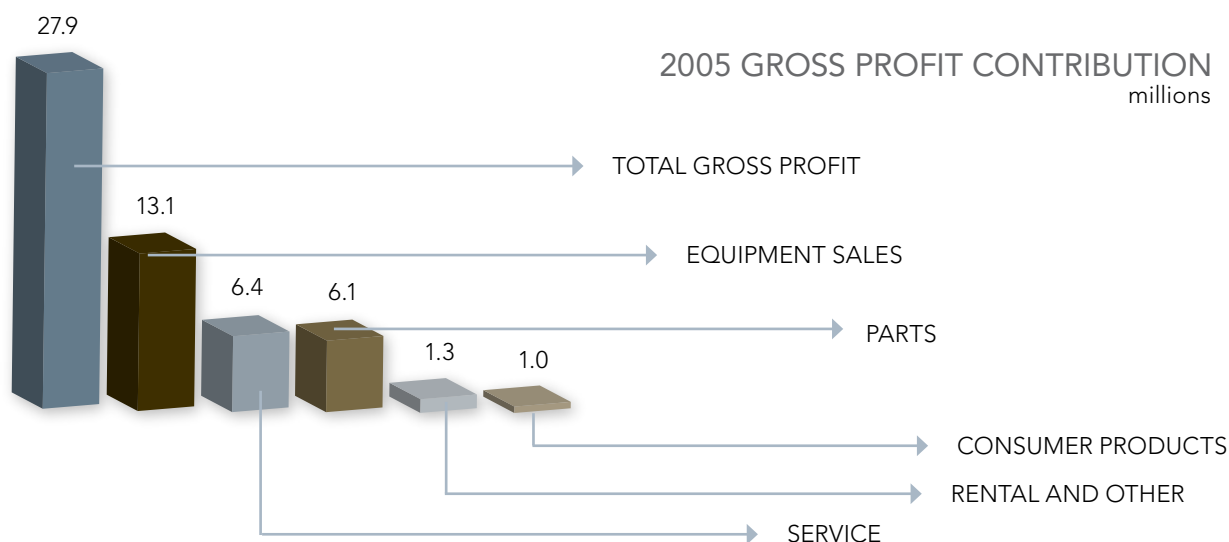 27.9
2005 GROSS PROFIT CONTRIBUTION
millions
TOTAL GROSS PROFIT
13.1
EQUIPMENT SALES
6.4
6.1
PARTS
1.3
1.0
CONSUMER PRODUCTS
RENTAL AND OTHER
SERVICE